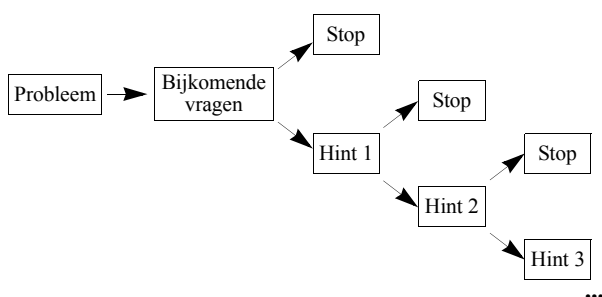 Stop
Probleem
Bijkomende
vragen
Stop
Hint 1
Stop
Hint 2
Hint 3
...